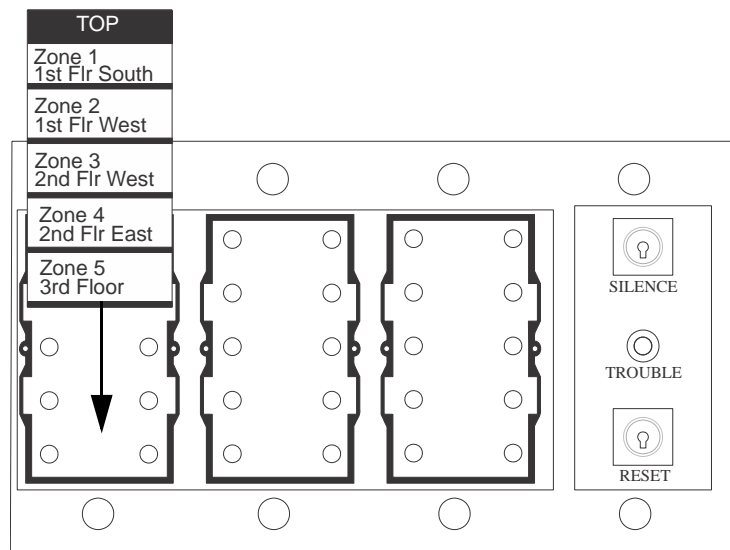 TOP
Zone 1
1st Flr South
Zone 2
1st Flr West
Zone 3
2nd Flr West
Zone 4
2nd Flr East
Zone 5
3rd Floor
SILENCE
TROUBLE
RESET